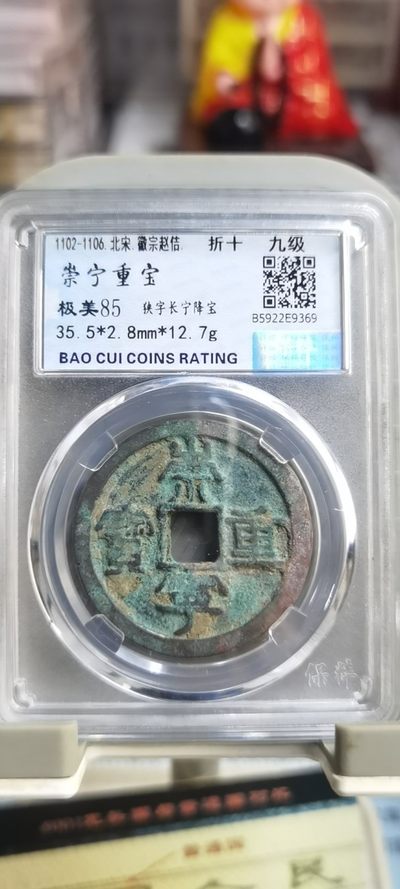 1102-1106.北宋.徽宗赵佶. 折十 九级
崇宁重宝
极美85 狭字长宁降宝
B5922E9369
35.5*2.8mm*12.7g
BAO CUI COINS RATING
崇
寳 重
寧